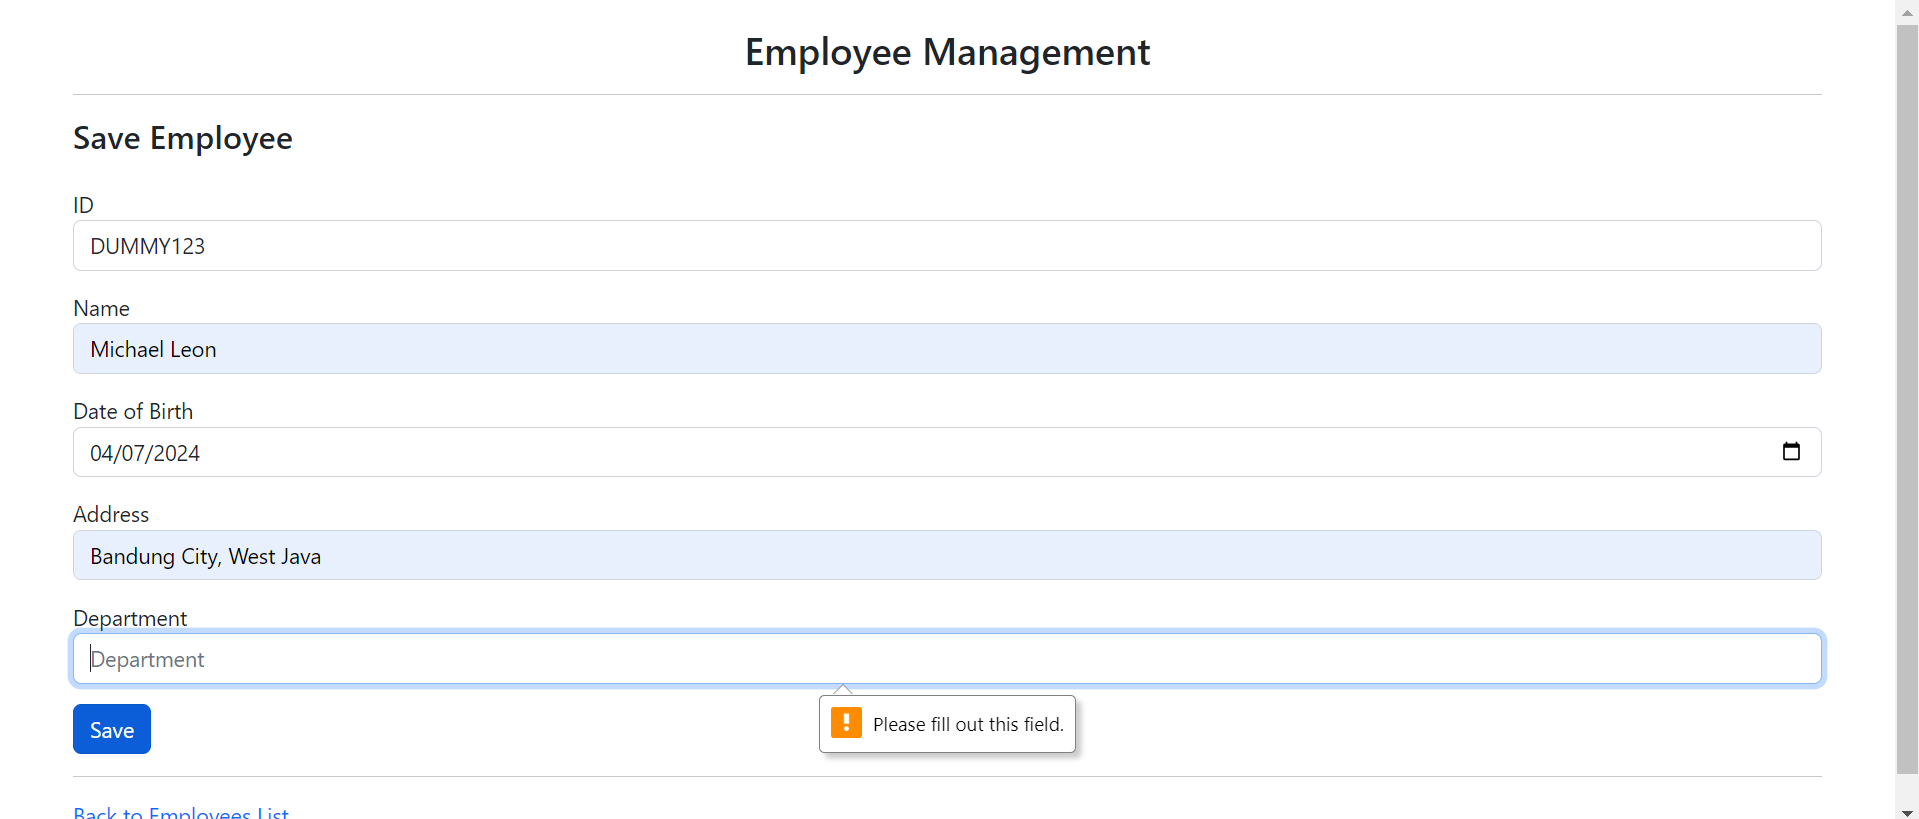 Employee Management
Save Employee
ID
DUMMY123
Name
Michael Leon
Date of Birth
04/07/2024
Address
Bandung City, West Java
Department
Department
Please fill out this field.
Save
Back to Employees List